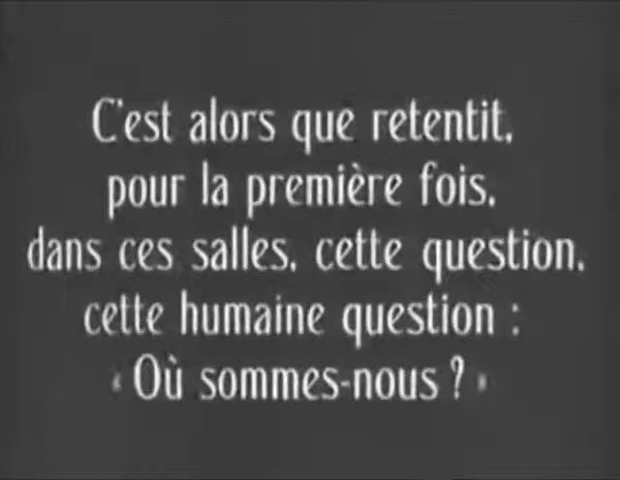 C'est alors que retentit,
pour la première fois,
dans ces salles, cette question,
cette humaine question :
« Où sommes-nous ? »